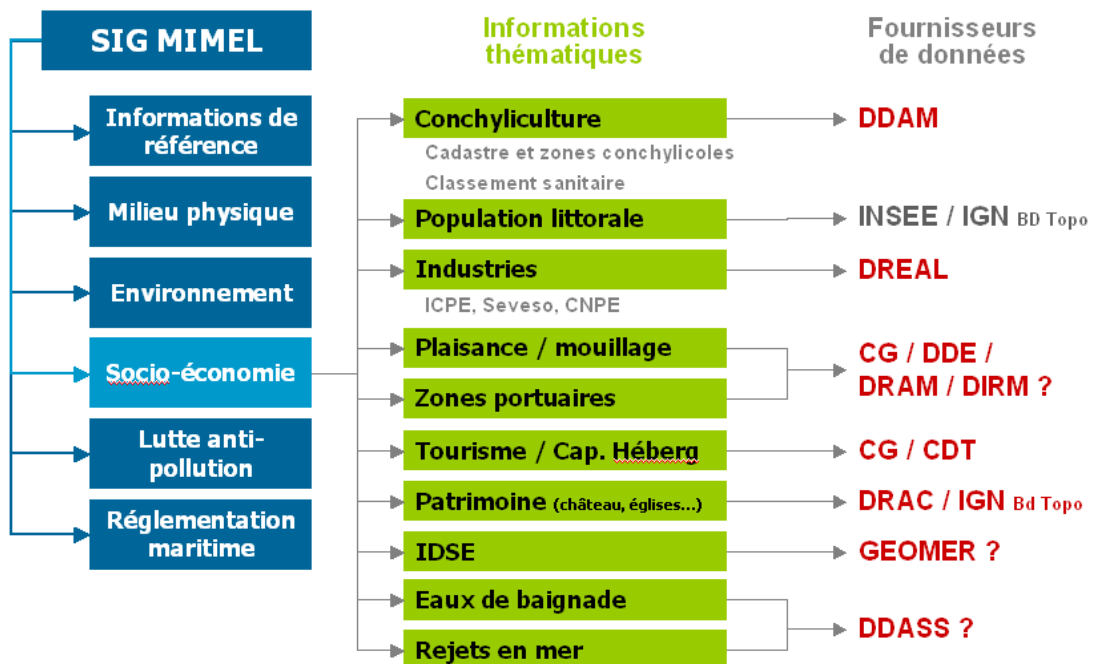 SIG MIMEL
Informations de
référence
Milieu physique
Environnement
Socio-économie
Lutte anti-
pollution
Réglementation
maritime
Informations
thématiques
Conchyliculture
Cadastre et zones conchylicoles
Classement sanitaire
Population littorale
Industries
ICPE, Seveso, CNPE
Plaisance / mouillage
Zones portuaires
Tourisme / Cap. Héberg
Patrimoine (château, églises...)
IDSE
Eaux de baignade
Rejets en mer
Fournisseurs
de données
DDAM
INSEE / IGN BD Topo
DREAL
CG / DDE /
DRAM / DIRM ?
CG / CDT
DRAC / IGN Bd Topo
GEOMER ?
DDASS ?